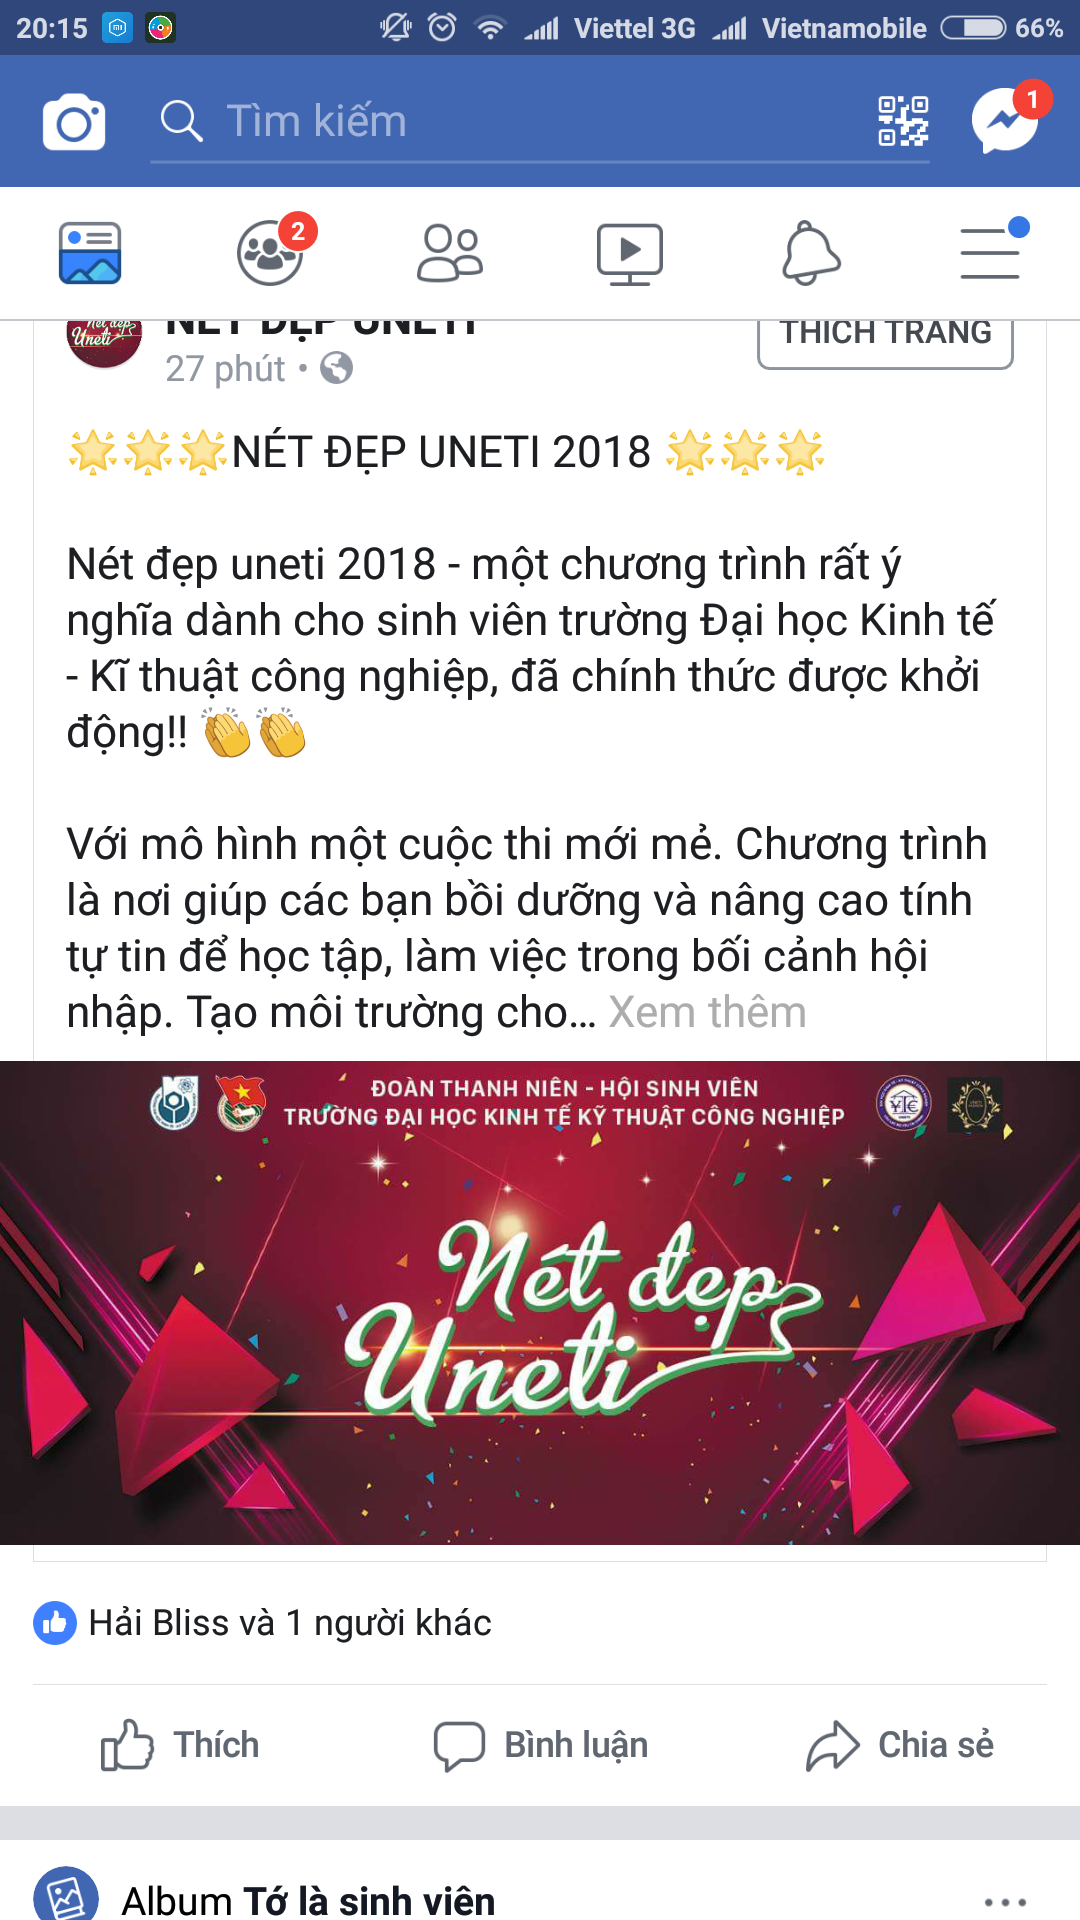 20:15 Viettel 3G Vietnamobile 66%
Tìm kiếm
1
2
NÉT ĐẸP UNETI
THÍCH TRANG
27 phút •
🌟🌟🌟NÉT ĐẸP UNETI 2018 🌟🌟🌟
Nét đẹp uneti 2018 - một chương trình rất ý
nghĩa dành cho sinh viên trường Đại học Kinh tế
- Kĩ thuật công nghiệp, đã chính thức được khởi
động!! 👏👏
Với mô hình một cuộc thi mới mẻ. Chương trình
là nơi giúp các bạn bồi dưỡng và nâng cao tính
tự tin để học tập, làm việc trong bối cảnh hội
nhập. Tạo môi trường cho... Xem thêm
ĐOÀN THANH NIÊN - HỘI SINH VIÊN
TRƯỜNG ĐẠI HỌC KINH TẾ KỸ THUẬT CÔNG NGHIỆP
Nét đẹp
Uneti
Hải Bliss và 1 người khác
Thích Bình luận Chia sẻ
Album Tớ là sinh viên